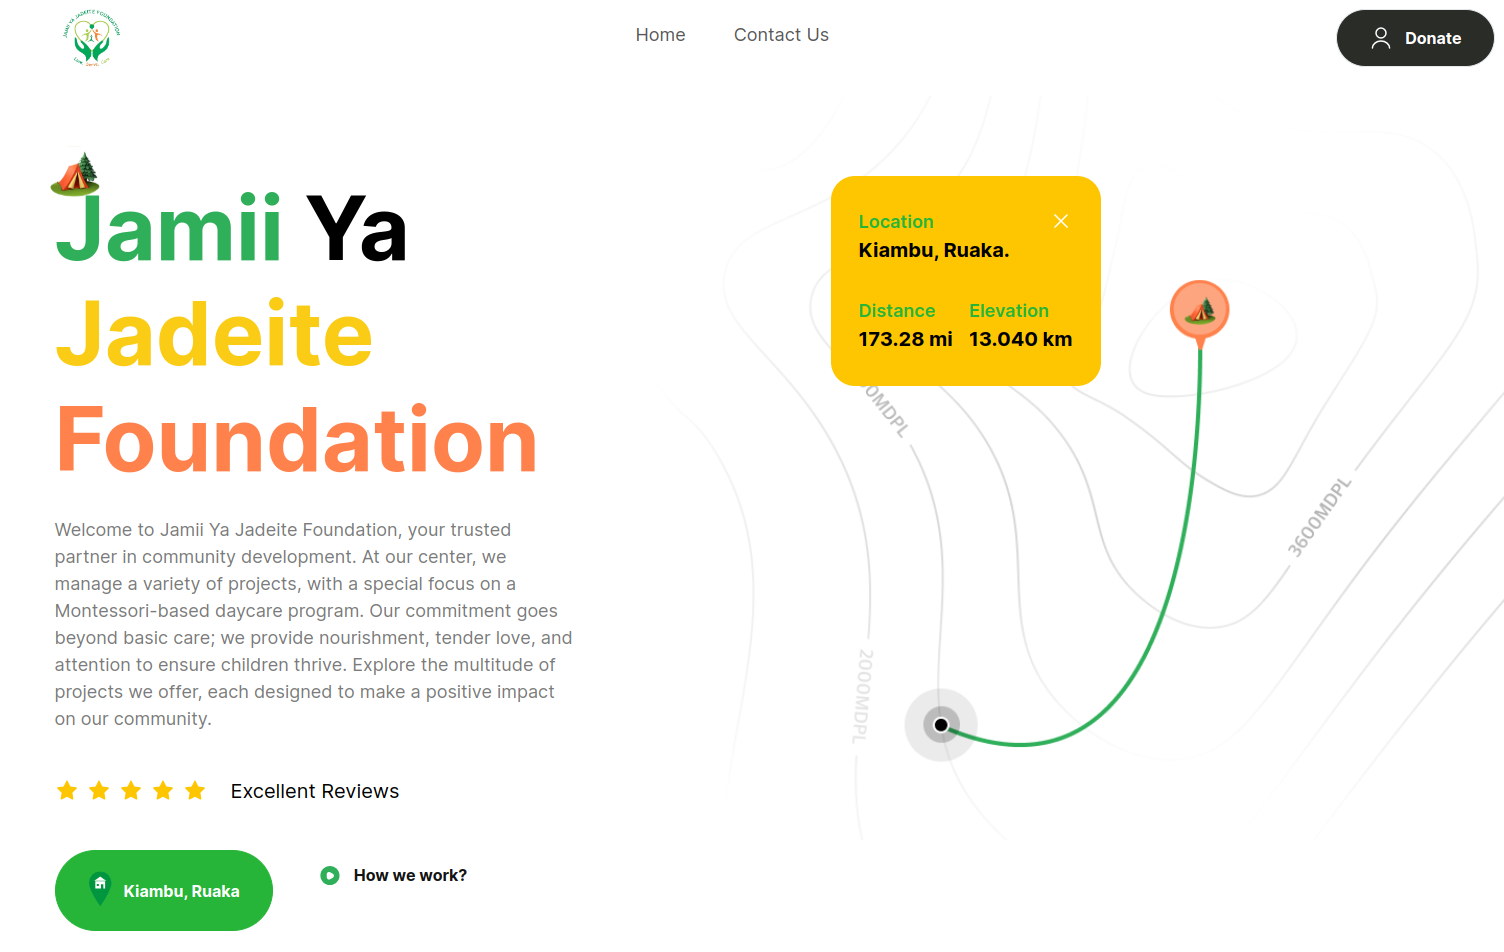 JAMII YA JADEITE FOUNDATION
Home
Contact Us
Donate
Jamii Ya
Jadeite
Foundation
Welcome to Jamii Ya Jadeite Foundation, your trusted
partner in community development. At our center, we
manage a variety of projects, with a special focus on a
Montessori-based daycare program. Our commitment goes
beyond basic care; we provide nourishment, tender love, and
attention to ensure children thrive. Explore the multitude of
projects we offer, each designed to make a positive impact
on our community.
Excellent Reviews
Kiambu, Ruaka
How we work?
Location
Kiambu, Ruaka.
Distance
Elevation
173.28 mi
13.040 km
0MDPL
3600MDPL
2000MDPL